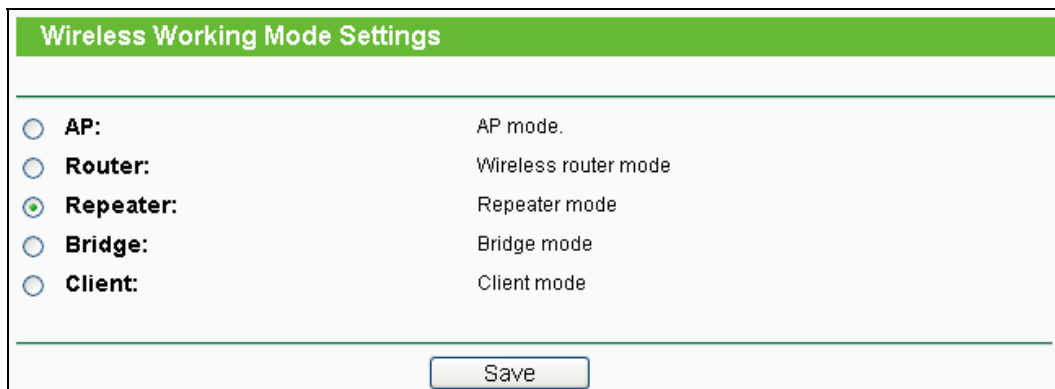 Wireless Working Mode Settings
AP: AP mode.
Router: Wireless router mode
Repeater: Repeater mode
Bridge: Bridge mode
Client: Client mode
Save